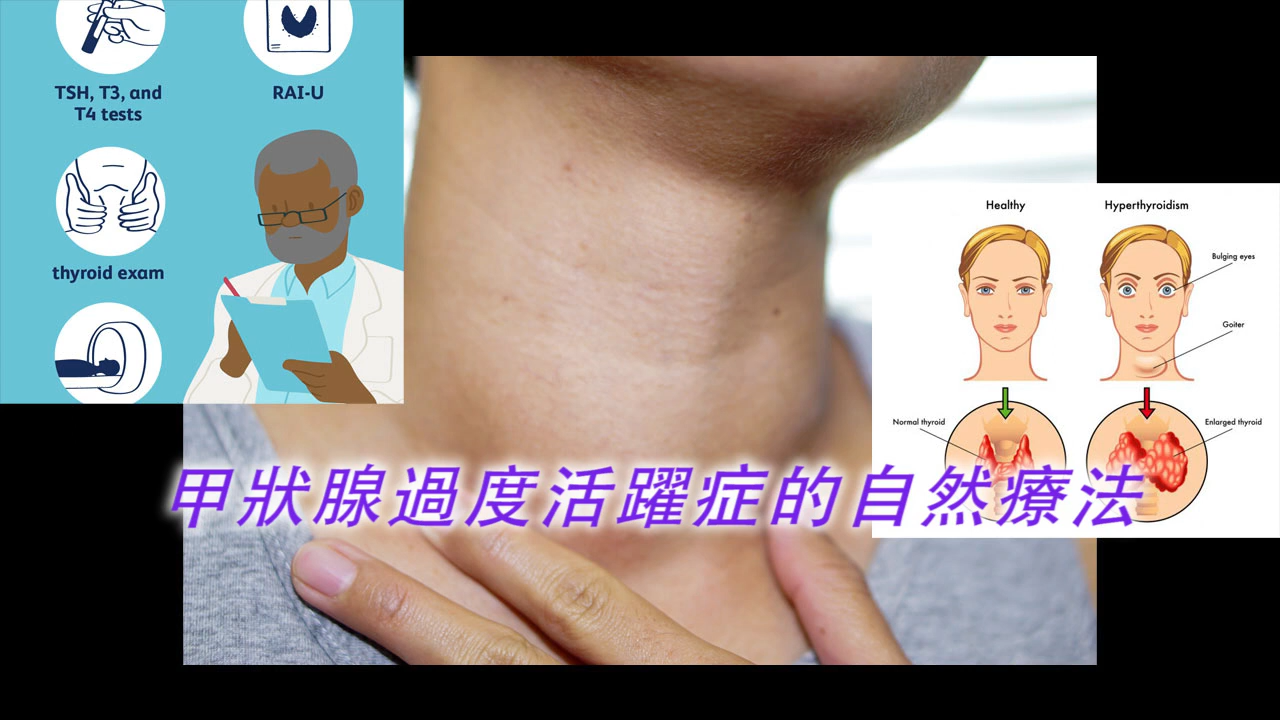 TSH, T3, and
T4 tests
RAI-U
thyroid exam
Healthy
Hyperthyroidism
Bulging eyes
Goiter
Normal thyroid
Enlarged thyroid
甲狀腺過度活躍症的自然療法